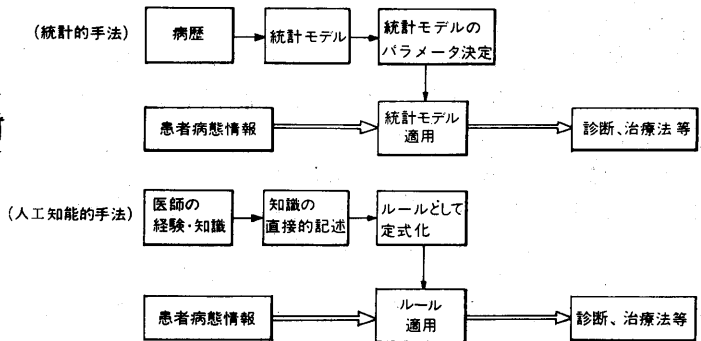 (統計的手法)
病歴
統計モデル
統計モデルの
パラメータ決定
患者病態情報
統計モデル
適用
診断、治療法等
(人工知能的手法)
医師の
経験・知識
知識の
直接的記述
ルールとして
定式化
患者病態情報
ルール
適用
診断、治療法等